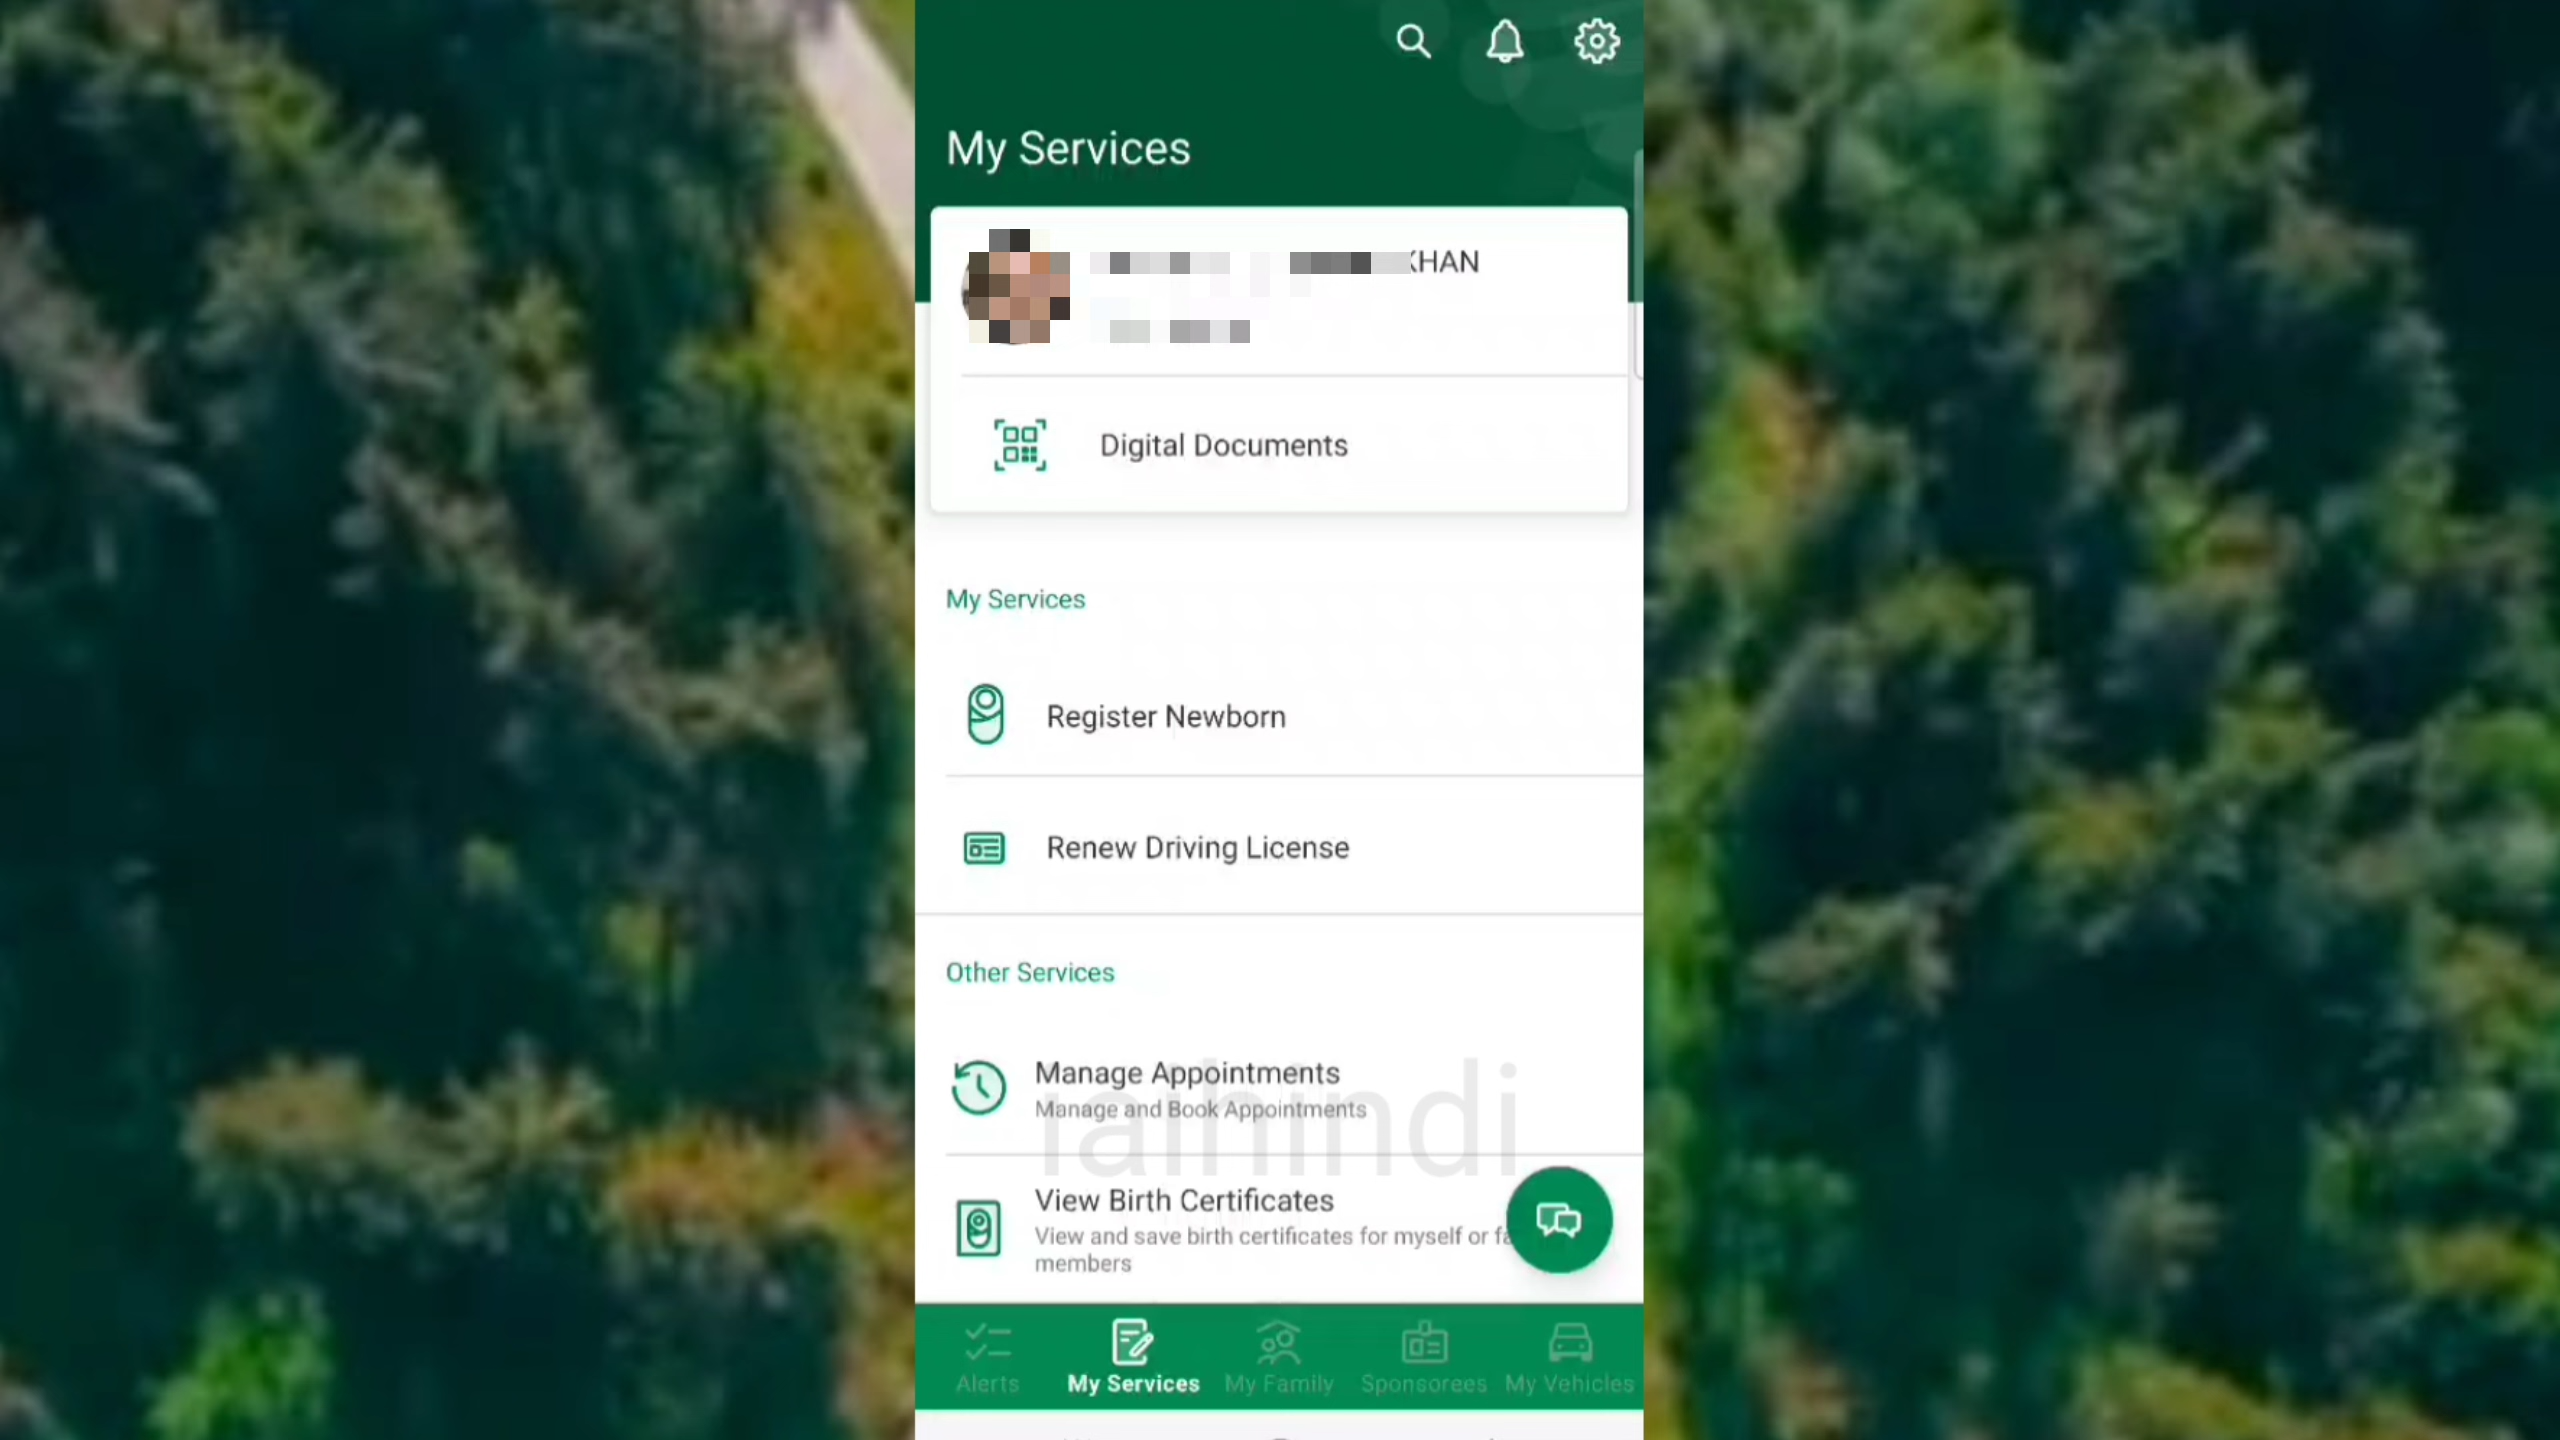 My Services
KHAN
Digital Documents
My Services
Register Newborn
Renew Driving License
Other Services
Manage Appointments
Manage and Book Appointments
View Birth Certificates
View and save birth certificates for myself or
members
Alerts
My Services
My Family
Sponsorees
My Vehicles